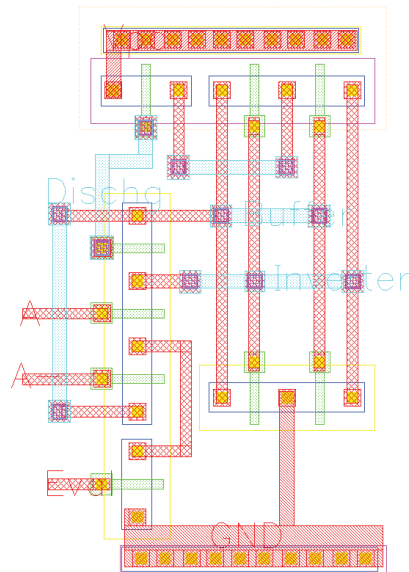 Vdd
Dischg
Buffer
Inverter
A
A-
Eval
GND